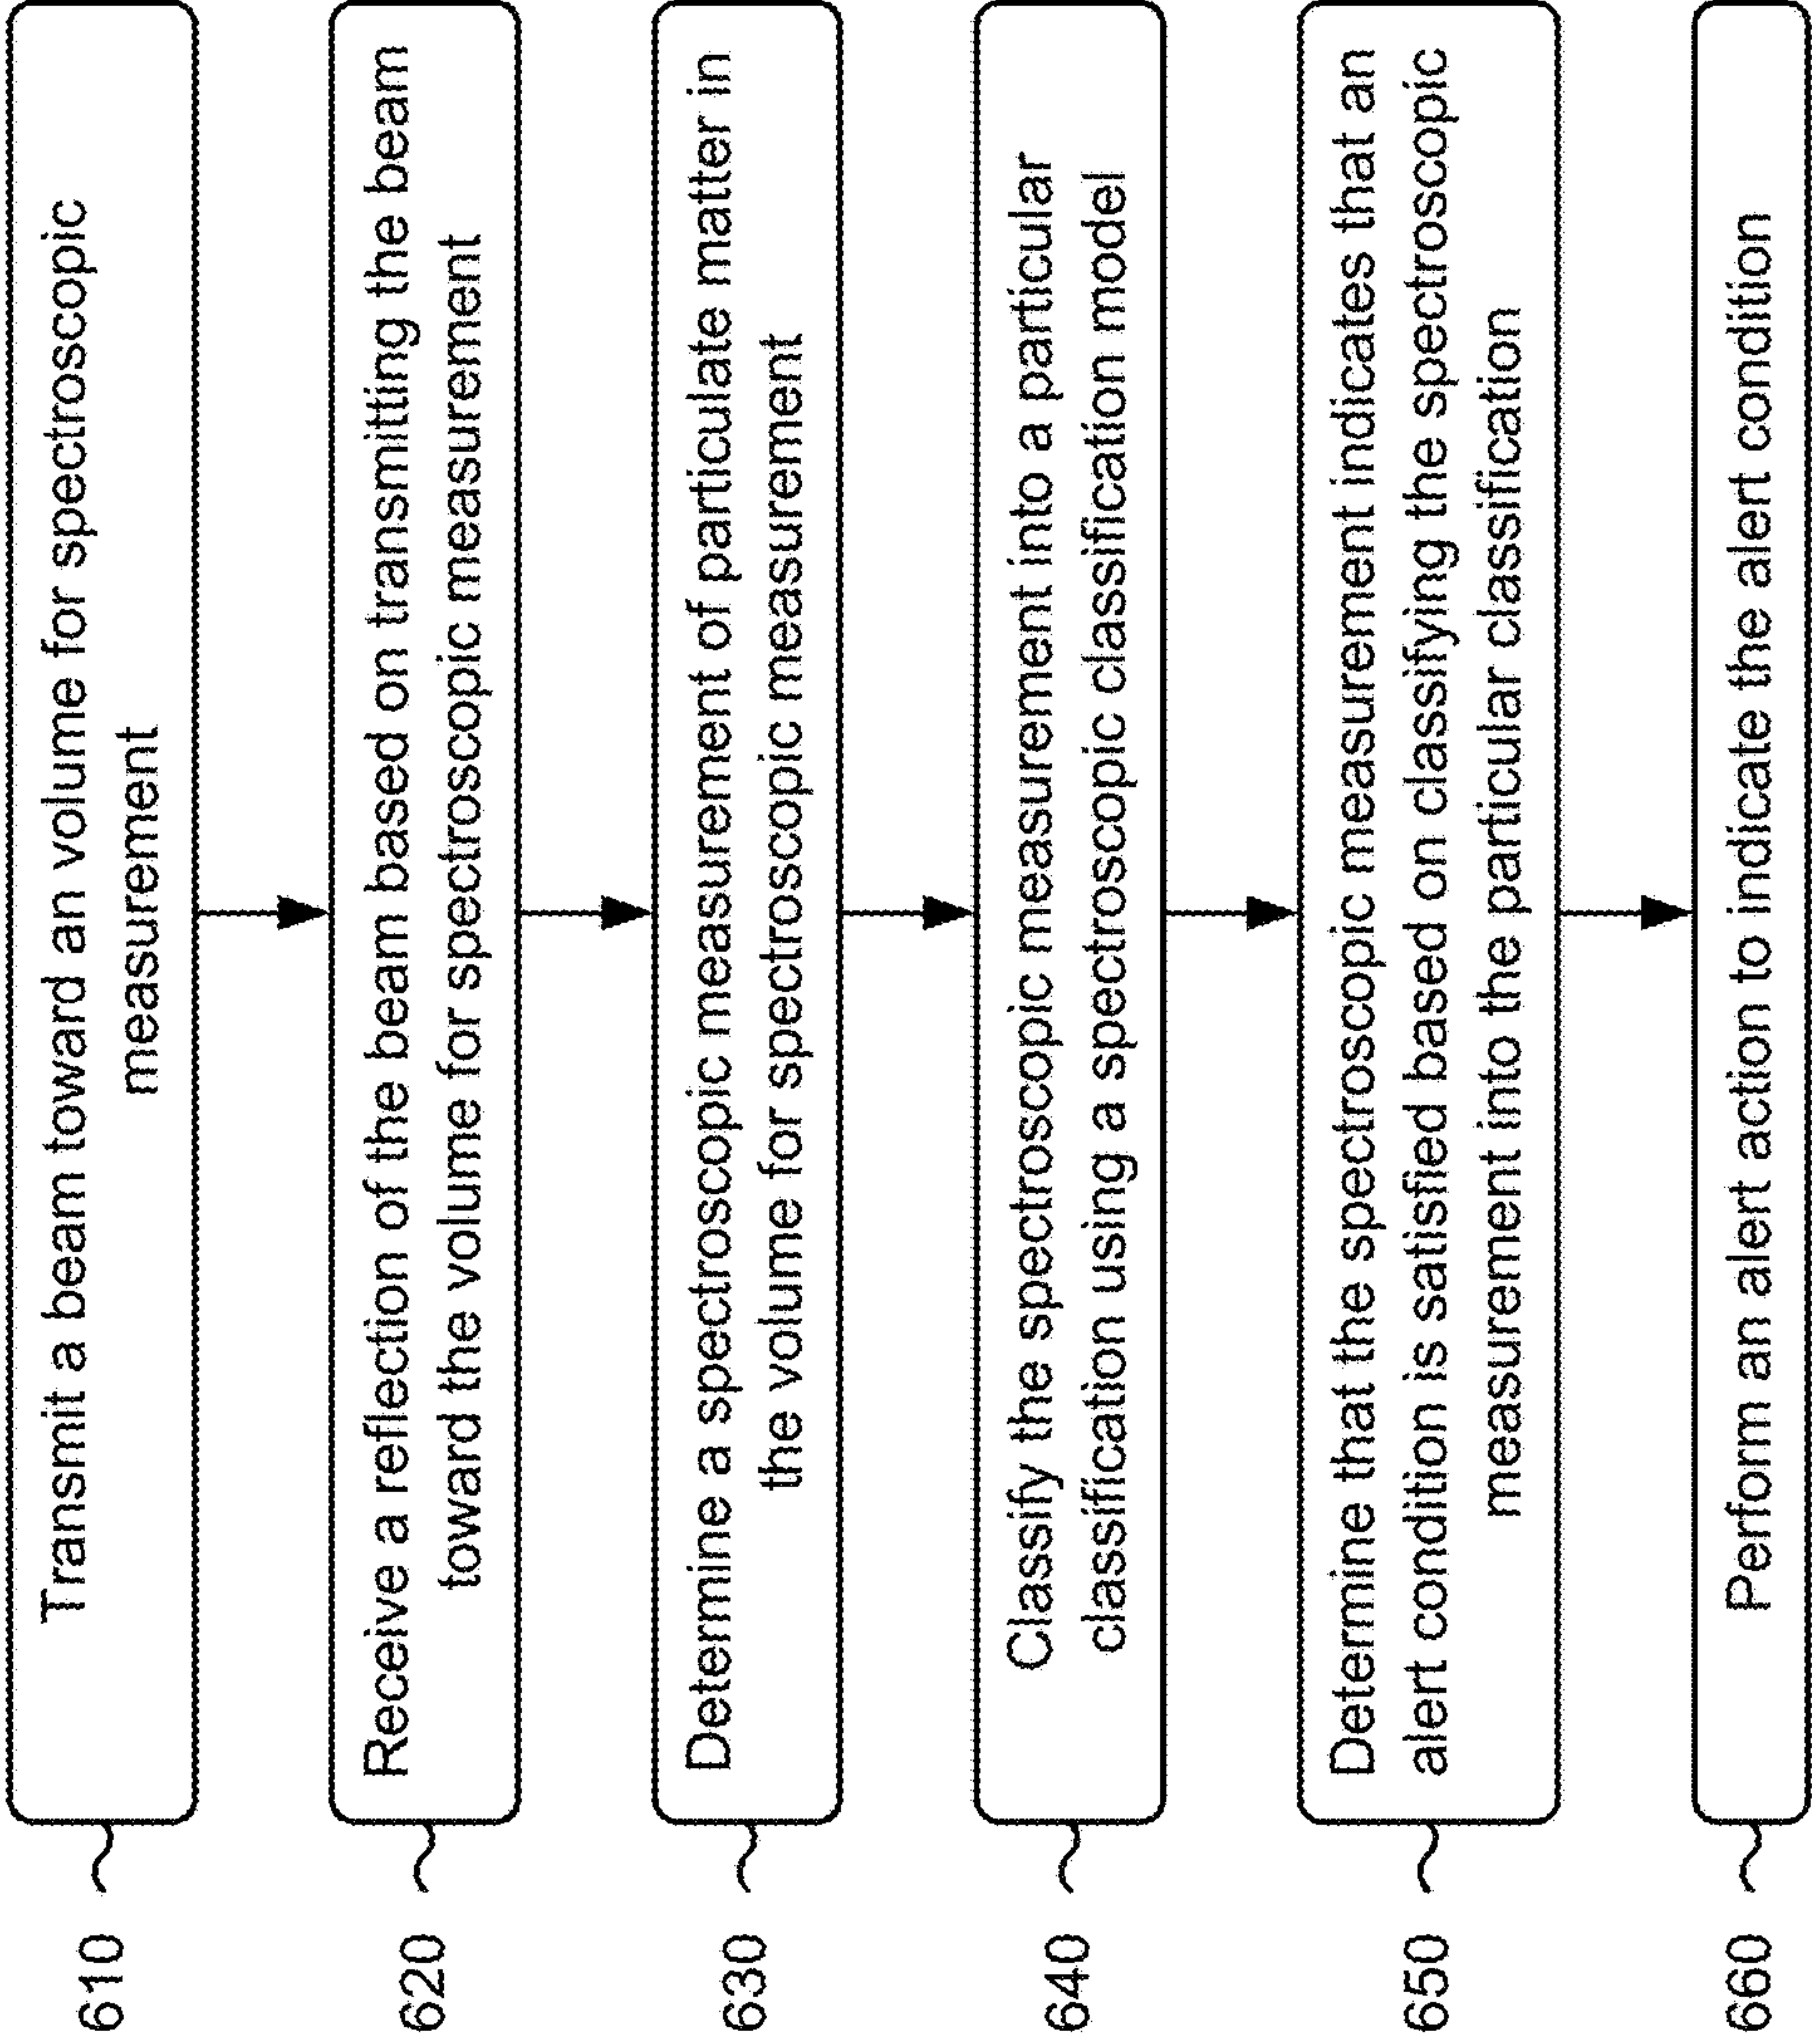 610
Transmit a beam toward an volume for spectroscopic
measurement
620
Receive a reflection of the beam based on transmitting the beam
toward the volume for spectroscopic measurement
630
Determine a spectroscopic measurement of particulate matter in
the volume for spectroscopic measurement
640
Classify the spectroscopic measurement into a particular
classification using a spectroscopic classification model
650
Determine that the spectroscopic measurement indicates that an
alert condition is satisfied based on classifying the spectroscopic
measurement into the particular classification
660
Perform an alert action to indicate the alert condition